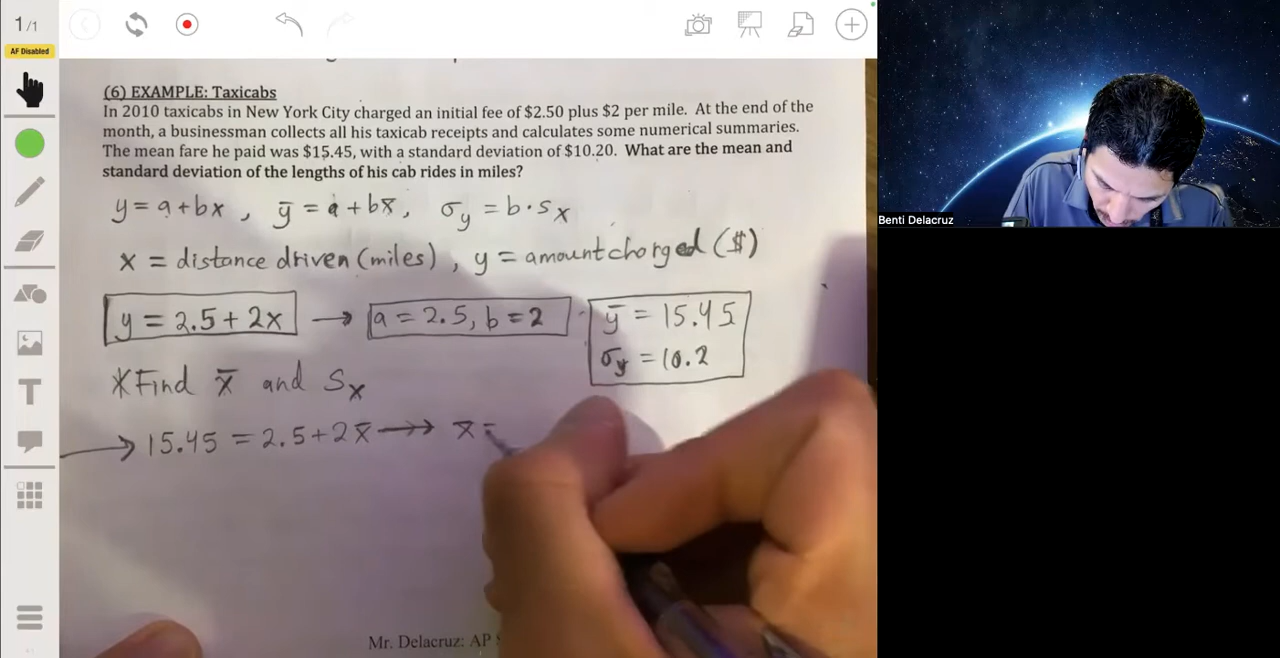 1/1
AF Disabled
(6) EXAMPLE: Taxicabs
In 2010 taxicabs in New York City charged an initial fee of $2.50 plus $2 per mile. At the end of the
month, a businessman collects all his taxicab receipts and calculates some numerical summaries.
The mean fare he paid was $15.45, with a standard deviation of $10.20. What are the mean and
standard deviation of the lengths of his cab rides in miles?
y = a + bx , ȳ = a + bx̄, σy = b · sx
x = distance driven (miles) , y = amount charged ($)
y = 2.5 + 2x → a = 2.5, b = 2 ȳ = 15.45
σy = 10.2
*Find x̄ and Sx
→ 15.45 = 2.5 + 2x̄ → x̄ =
Mr. Delacruz: AP
Benti Delacruz
T